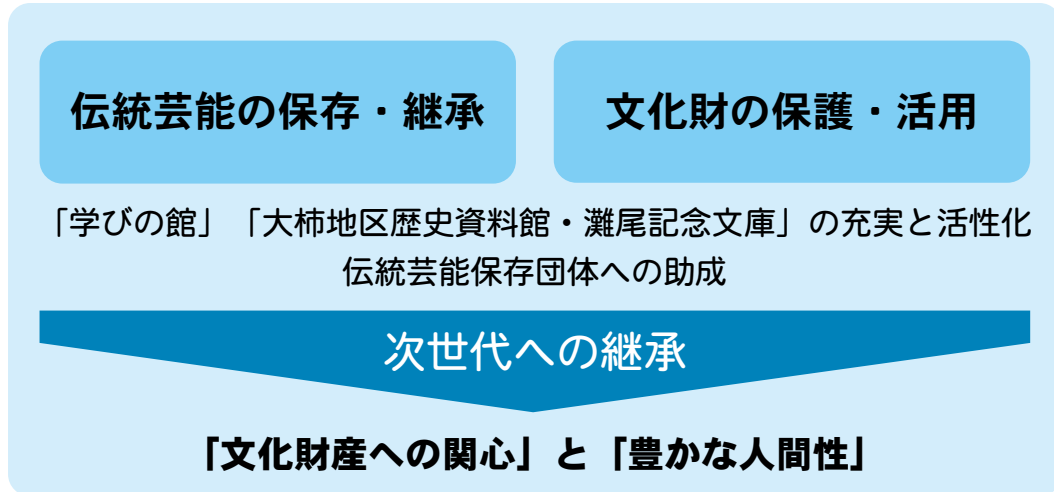 伝統芸能の保存・継承
文化財の保護・活用
「学びの館」「大柿地区歴史資料館・灘尾記念文庫」の充実と活性化
伝統芸能保存団体への助成
次世代への継承
「文化財産への関心」と「豊かな人間性」